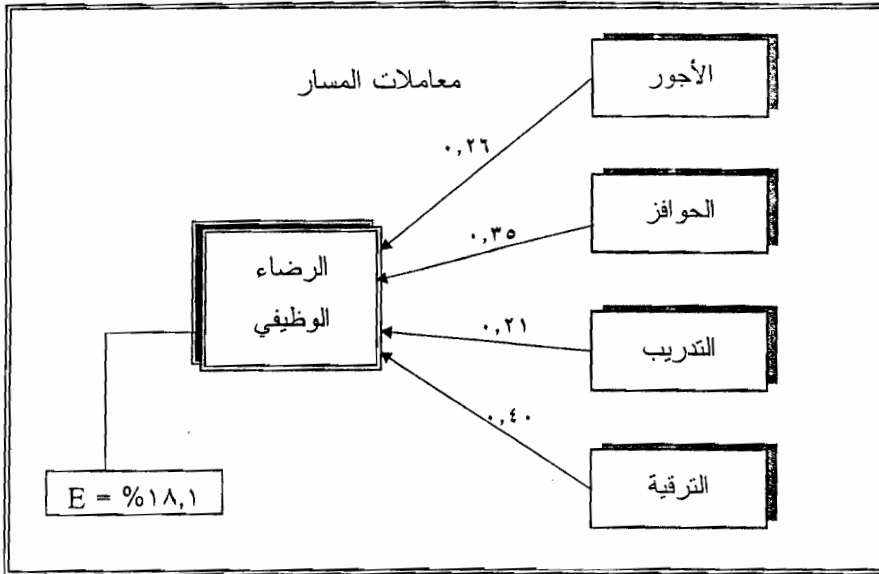 الأجور
معاملات المسار
٠,٢٦
الحوافز
٠,٣٥
الرضاء
الوظيفي
٠,٢١
التدريب
٠,٤٠
الترقية
E = %١٨,١